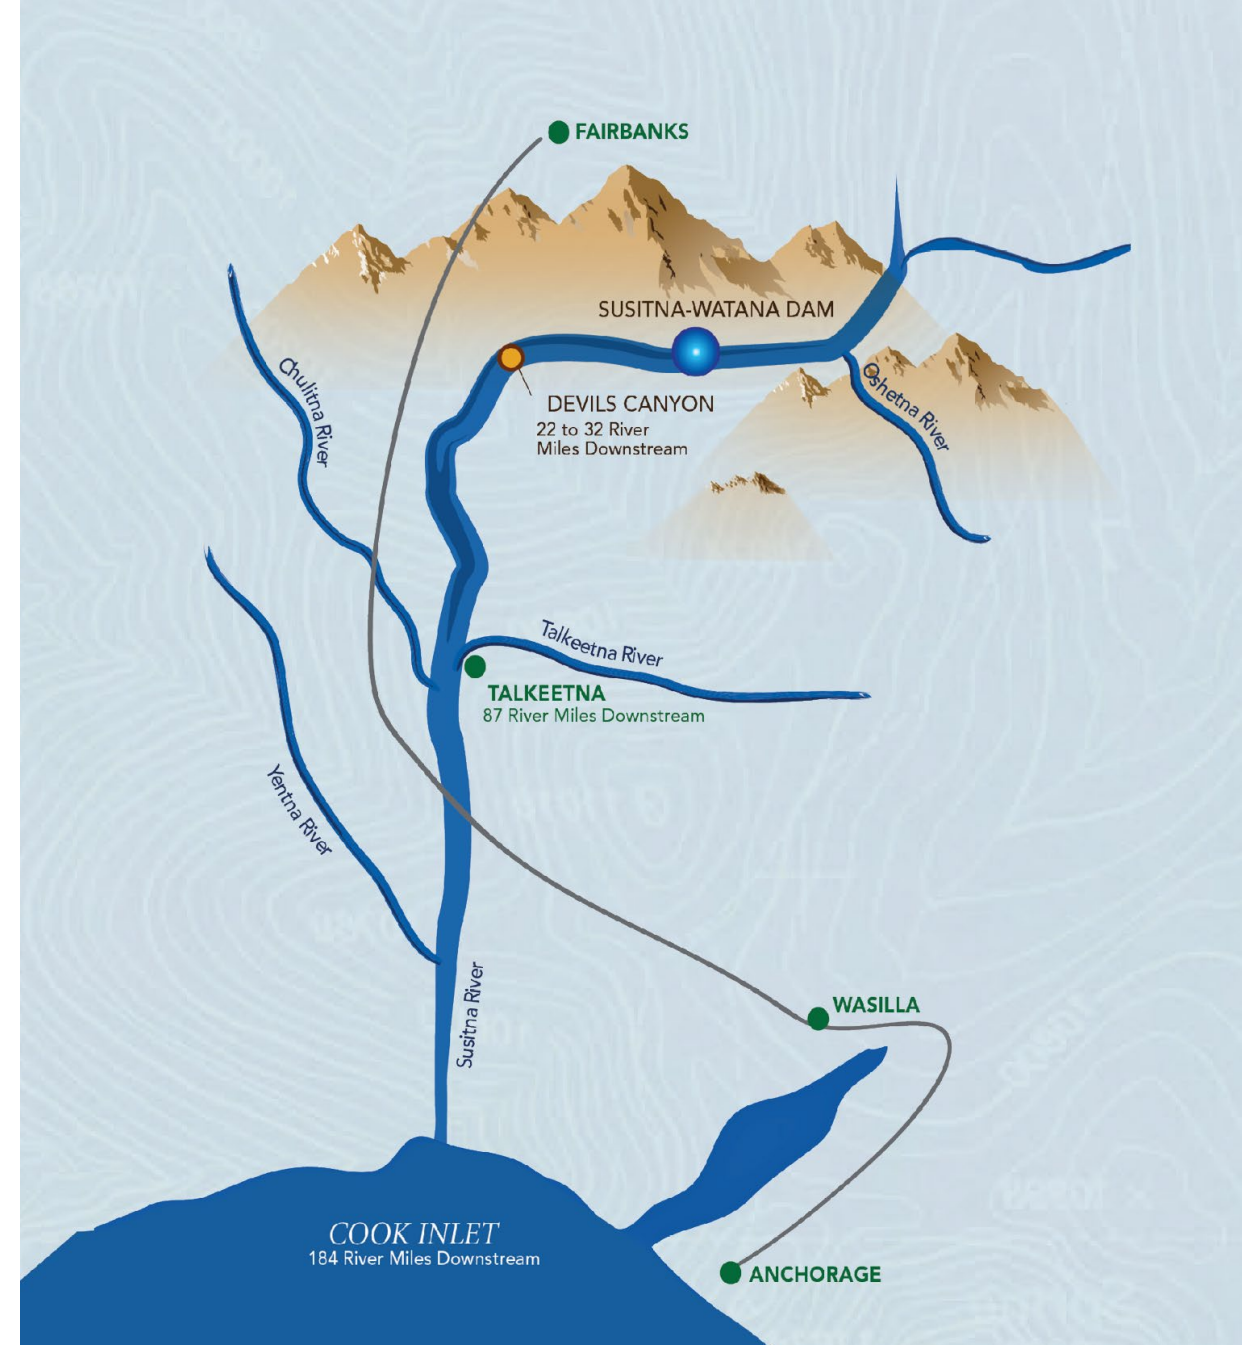 FAIRBANKS
SUSITNA-WATANA DAM
Chulitna River
Oshetna River
DEVILS CANYON
22 to 32 River
Miles Downstream
Talkeetna River
TALKEETNA
87 River Miles Downstream
Yentna River
Susitna River
WASILLA
COOK INLET
184 River Miles Downstream
ANCHORAGE